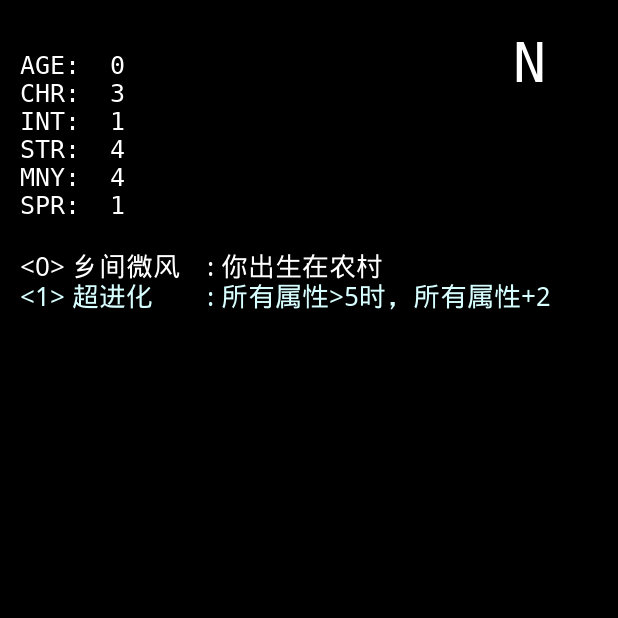 N
AGE: 0
CHR: 3
INT: 1
STR: 4
MNY: 4
SPR: 1
<0> 乡间微风 : 你出生在农村
<1> 超进化 : 所有属性>5时，所有属性+2